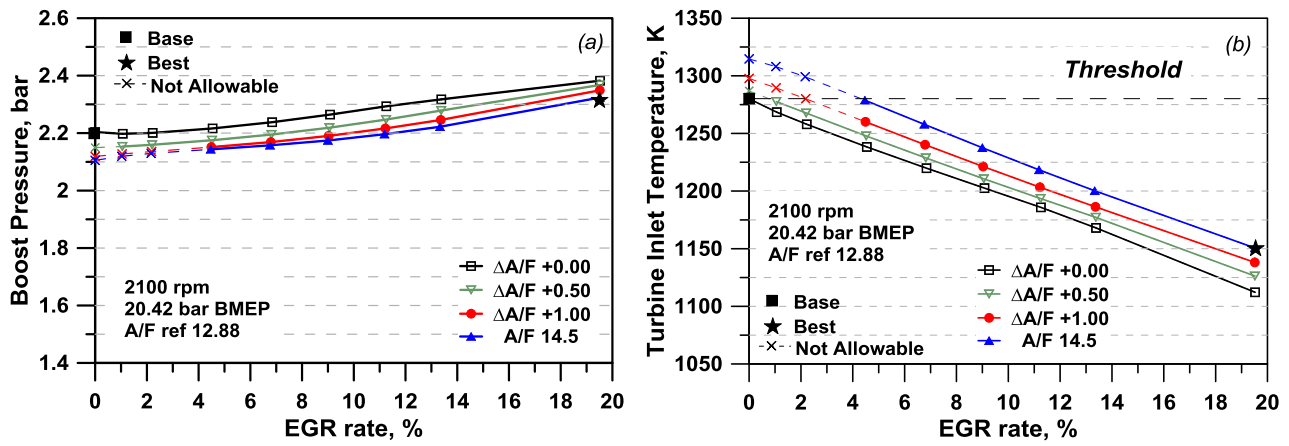 2.6
2.4
2.2
2
1.8
1.6
1.4
Boost Pressure, bar
Base
Best
Not Allowable
(a)
2100 rpm
20.42 bar BMEP
A/F ref 12.88
ΔA/F +0.00
ΔA/F +0.50
ΔA/F +1.00
A/F 14.5
0 2 4 6 8 10 12 14 16 18 20
EGR rate, %
1350
1300
1250
1200
1150
1100
1050
Turbine Inlet Temperature, K
(b)
Threshold
2100 rpm
20.42 bar BMEP
A/F ref 12.88
Base
Best
Not Allowable
ΔA/F +0.00
ΔA/F +0.50
ΔA/F +1.00
A/F 14.5
0 2 4 6 8 10 12 14 16 18 20
EGR rate, %